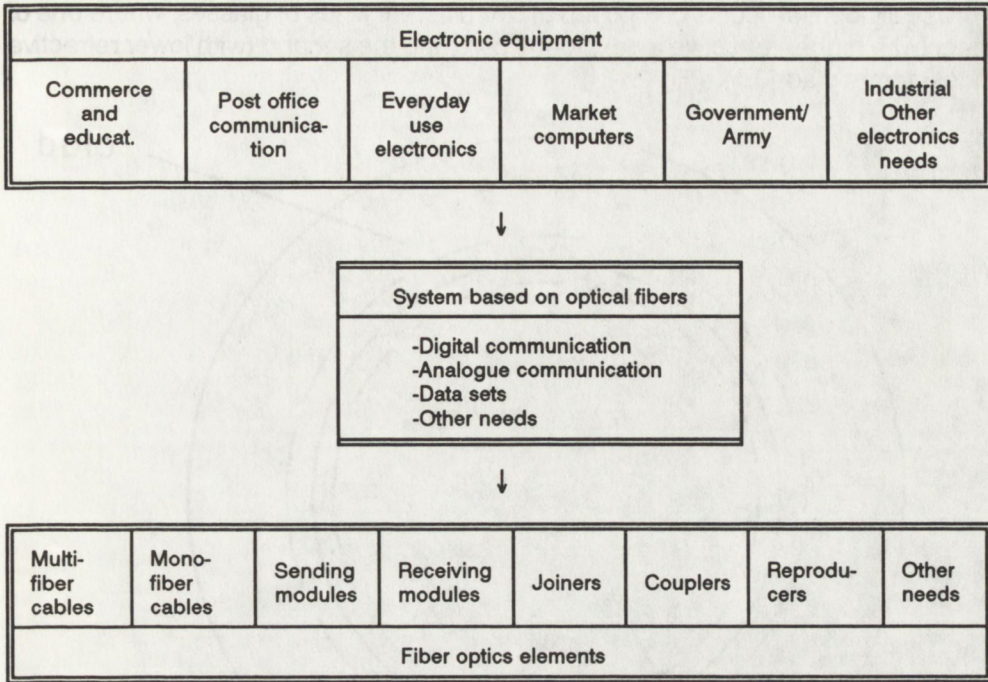 Electronic equipment
Commerce
and
educat.
Post office
communica-
tion
Everyday
use
electronics
Market
computers
Government/
Army
Industrial
Other
electronics
needs
System based on optical fibers
-Digital communication
-Analogue communication
-Data sets
-Other needs
Multi-
fiber
cables
Mono-
fiber
cables
Sending
modules
Receiving
modules
Joiners
Couplers
Reprodu-
cers
Other
needs
Fiber optics elements